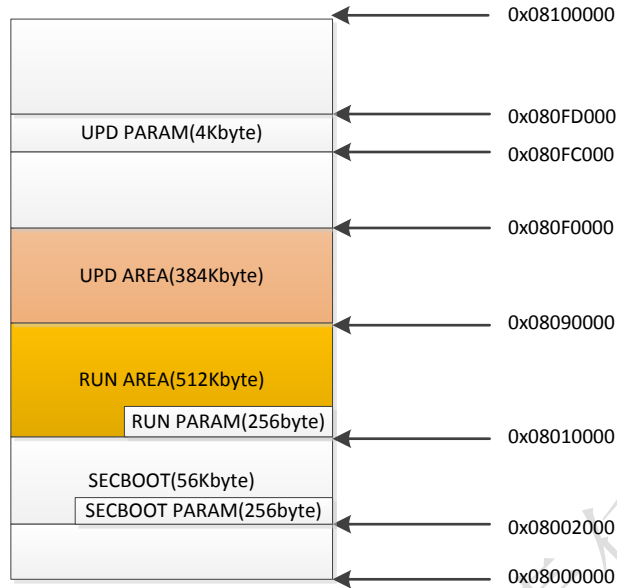 0x08100000
0x080FD000
UPD PARAM(4Kbyte)
0x080FC000
0x080F0000
UPD AREA(384Kbyte)
0x08090000
RUN AREA(512Kbyte)
RUN PARAM(256byte)
0x08010000
SECBOOT(56Kbyte)
SECBOOT PARAM(256byte)
0x08002000
0x08000000